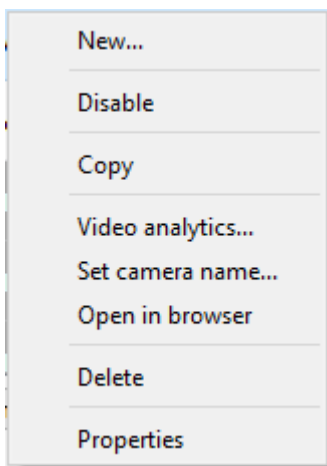 New...
Disable
Copy
Video analytics...
Set camera name...
Open in browser
Delete
Properties